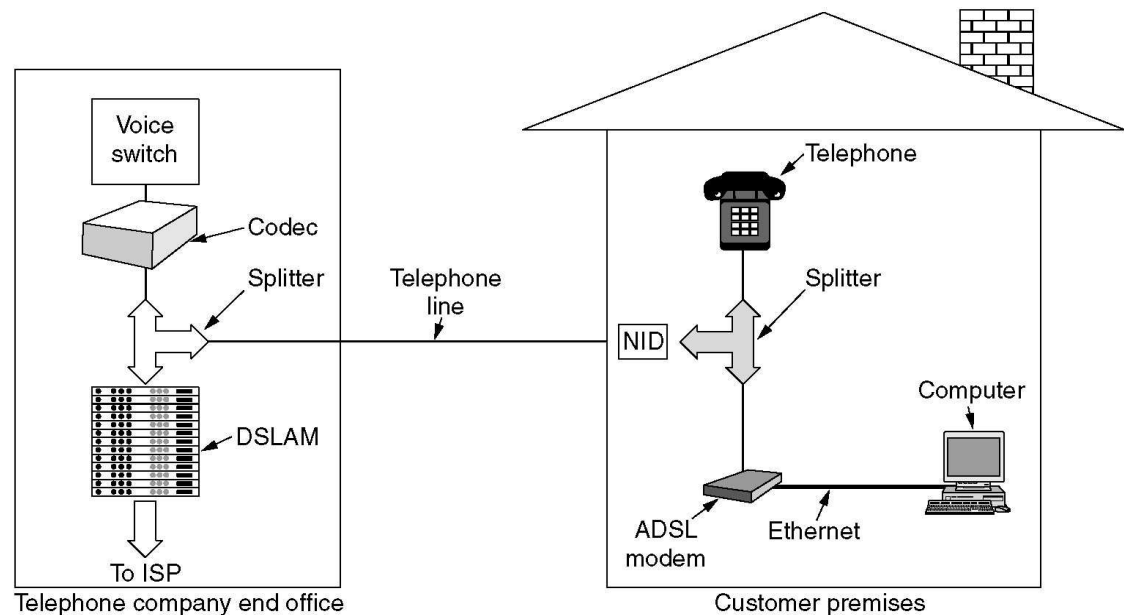 Voice
switch
Codec
Splitter
DSLAM
To ISP
Telephone company end office
Telephone
line
Telephone
Splitter
NID
Computer
ADSL
modem
Ethernet
Customer premises